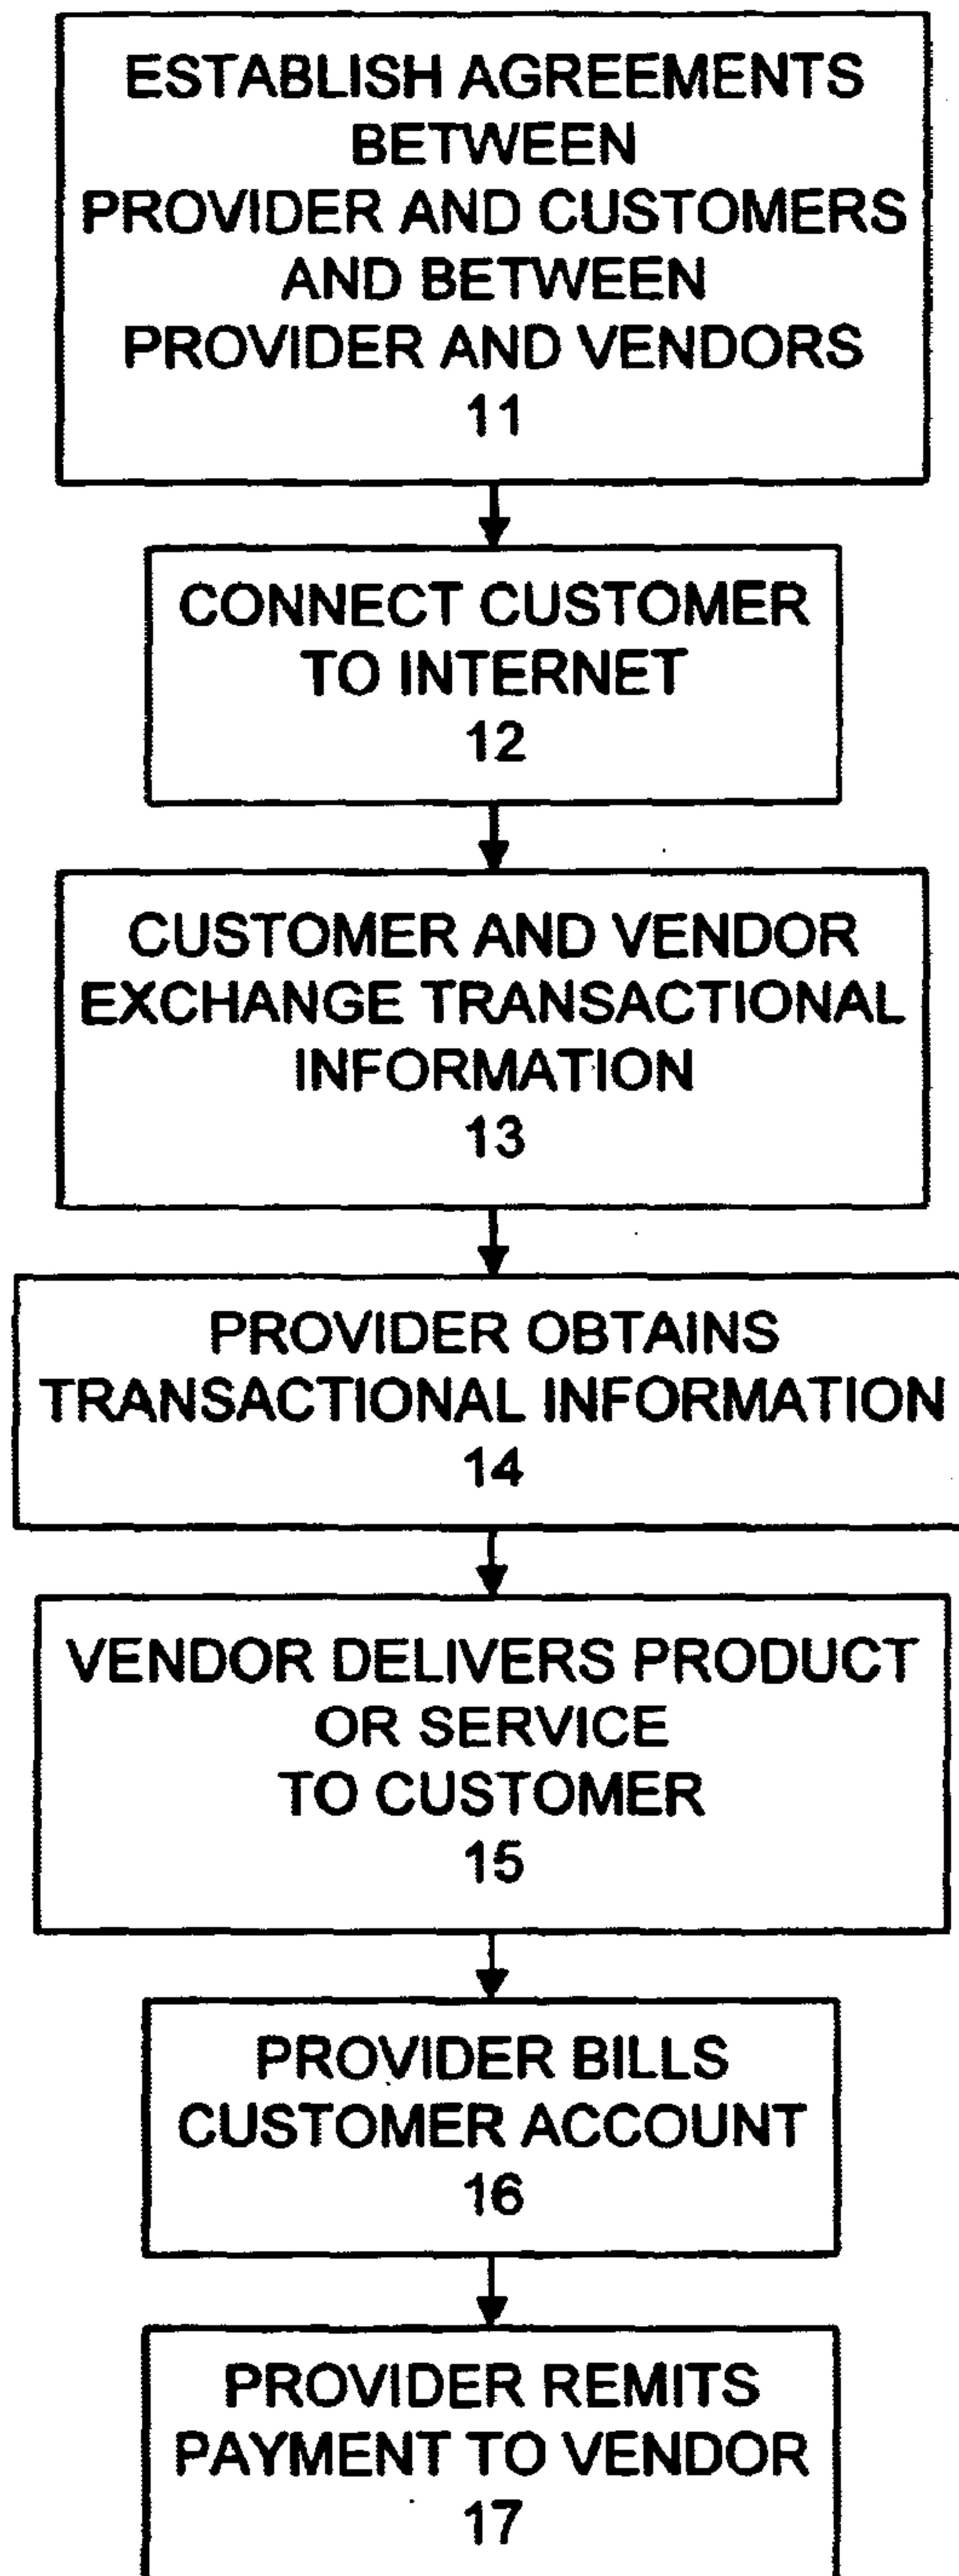 ESTABLISH AGREEMENTS
BETWEEN
PROVIDER AND CUSTOMERS
AND BETWEEN
PROVIDER AND VENDORS
11
CONNECT CUSTOMER
TO INTERNET
12
CUSTOMER AND VENDOR
EXCHANGE TRANSACTIONAL
INFORMATION
13
PROVIDER OBTAINS
TRANSACTIONAL INFORMATION
14
VENDOR DELIVERS PRODUCT
OR SERVICE
TO CUSTOMER
15
PROVIDER BILLS
CUSTOMER ACCOUNT
16
PROVIDER REMITS
PAYMENT TO VENDOR
17